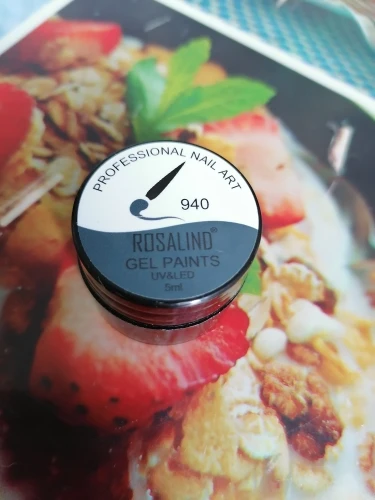 PROFESSIONAL NAIL ART
940
ROSALIND®
GEL PAINTS
UV&LED
5ml